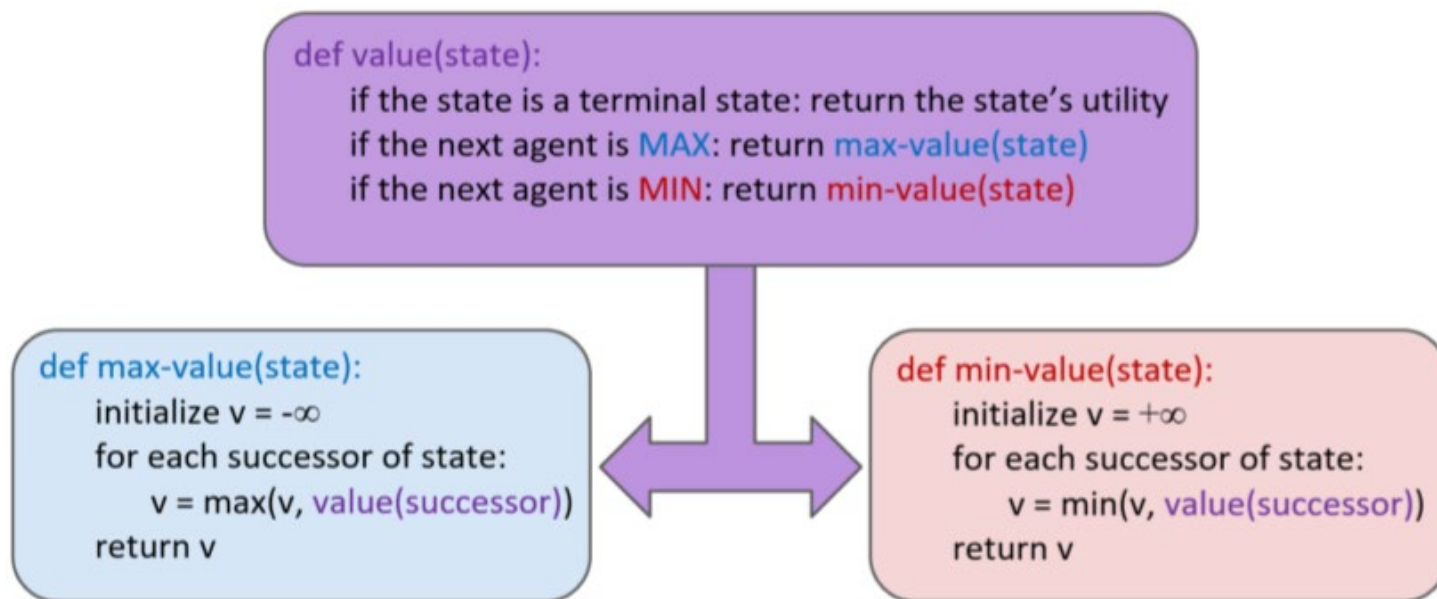 def value(state):
if the state is a terminal state: return the state’s utility
if the next agent is MAX: return max-value(state)
if the next agent is MIN: return min-value(state)
def max-value(state):
initialize v = -∞
for each successor of state:
v = max(v, value(successor))
return v
def min-value(state):
initialize v = +∞
for each successor of state:
v = min(v, value(successor))
return v